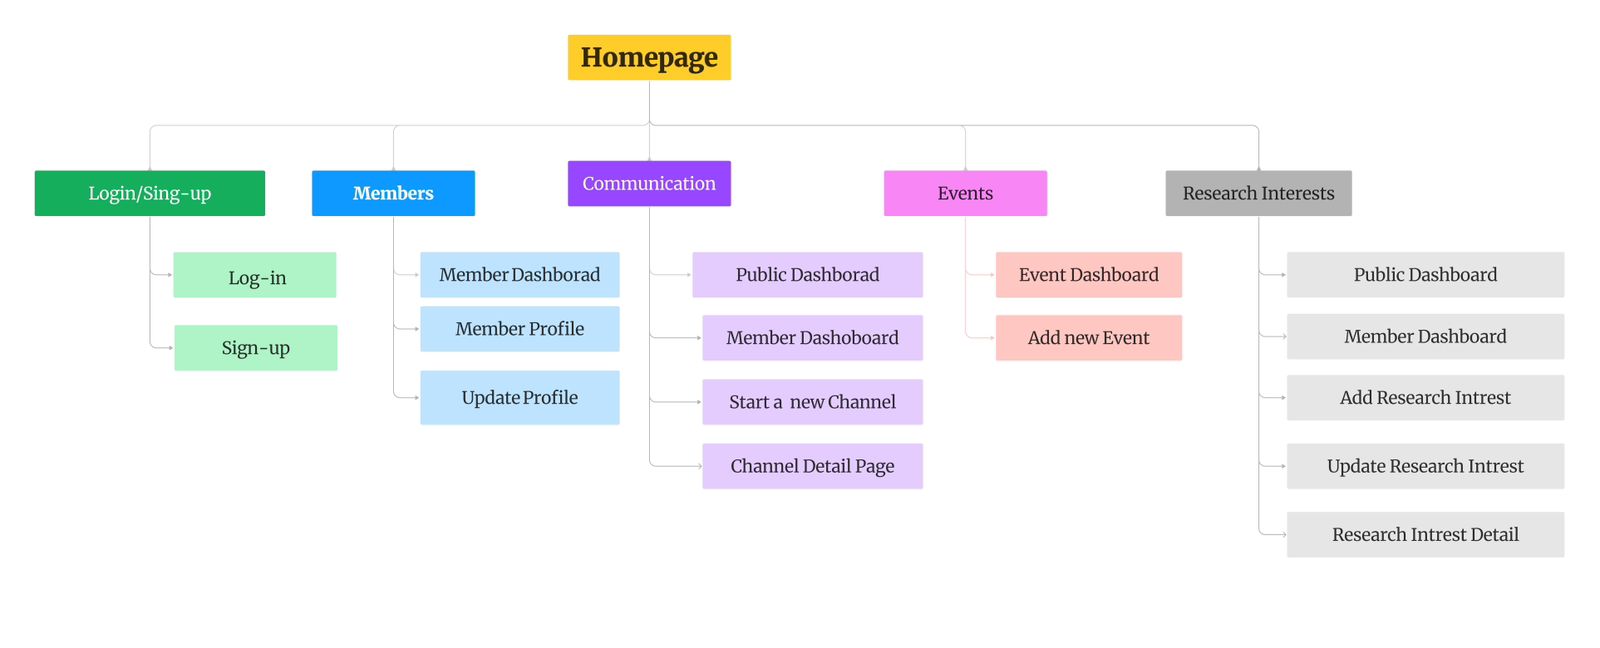 Homepage
Login/Sing-up
Members
Communication
Events
Research Interests
Log-in
Sign-up
Member Dashborad
Member Profile
Update Profile
Public Dashborad
Member Dashoboard
Start a new Channel
Channel Detail Page
Event Dashboard
Add new Event
Public Dashboard
Member Dashboard
Add Research Intrest
Update Research Intrest
Research Intrest Detail